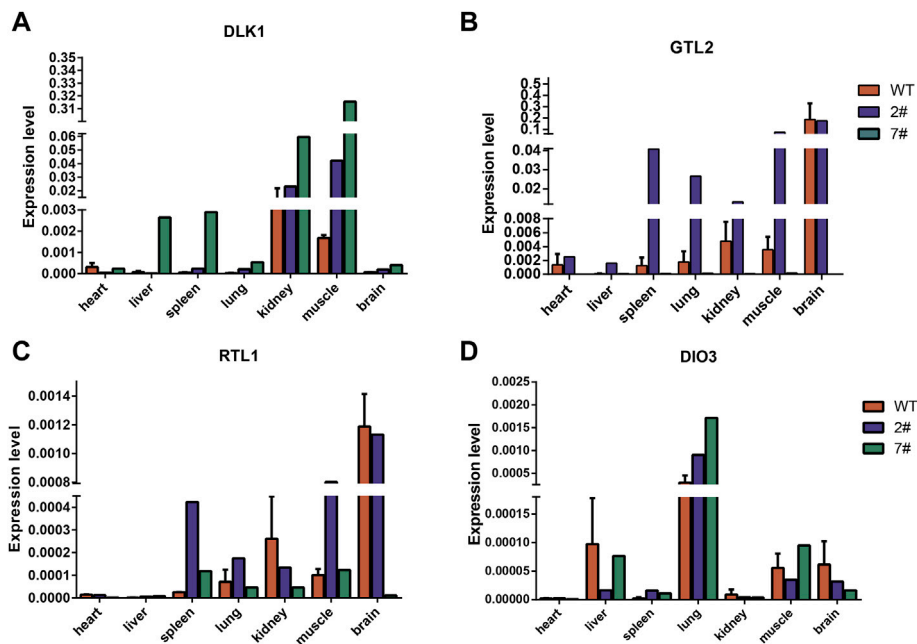 A
DLK1
Expression level
0.35
0.34
0.33
0.32
0.31
0.06
0.05
0.04
0.03
0.02
0.003
0.002
0.001
0.000
heart
liver
spleen
lung
kidney
muscle
brain
B
GTL2
Expression level
0.5
0.4
0.3
0.2
0.1
0.04
0.02
0.008
0.006
0.004
0.002
0.000
heart
liver
spleen
lung
kidney
muscle
brain
WT
2#
7#
C
RTL1
Expression level
0.0014
0.0012
0.0010
0.0008
0.0004
0.0003
0.0002
0.0001
0.0000
heart
liver
spleen
lung
kidney
muscle
brain
D
DIO3
Expression level
0.0025
0.0020
0.0015
0.0010
0.0005
0.00015
0.00010
0.00005
0.00000
heart
liver
spleen
lung
kidney
muscle
brain
WT
2#
7#